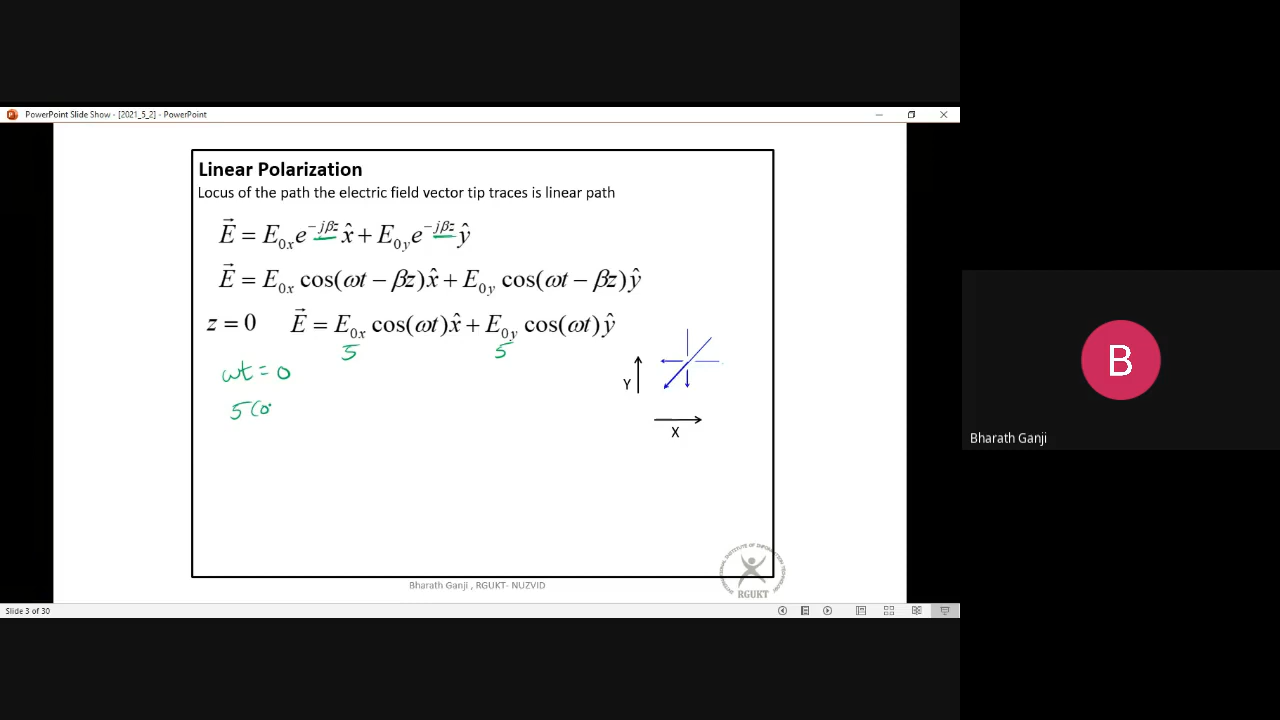 PowerPoint Slide Show - [2021_5_2] - PowerPoint
Linear Polarization
Locus of the path the electric field vector tip traces is linear path
E⃗ = E₀ₓ e^(−jβz) x̂ + E₀y e^(−jβz) ŷ
E⃗ = E₀ₓ cos(ωt − βz)x̂ + E₀y cos(ωt − βz)ŷ
z = 0 E⃗ = E₀ₓ cos(ωt)x̂ + E₀y cos(ωt)ŷ
5 5
ωt = 0
5 (o
Y
X
B
Bharath Ganji
RGUKT
Bharath Ganji , RGUKT- NUZVID
Slide 3 of 30